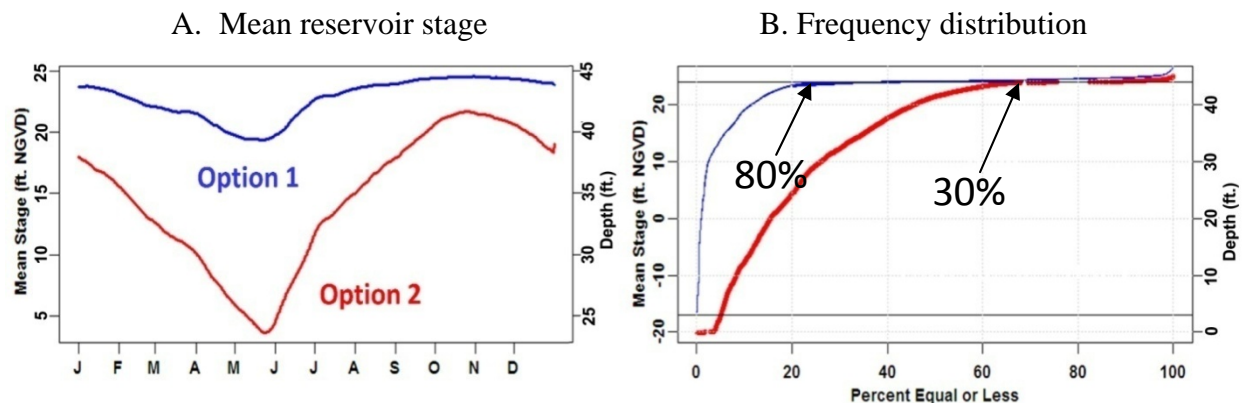 A. Mean reservoir stage
25
20
15
10
5
Mean Stage (ft. NGVD)
45
40
35
30
25
Depth (ft.)
Option 1
Option 2
J F M A M J J A S O N D
B. Frequency distribution
20
10
0
-10
-20
Mean Stage (ft. NGVD)
40
30
20
10
0
Depth (ft.)
80%
30%
0 20 40 60 80 100
Percent Equal or Less